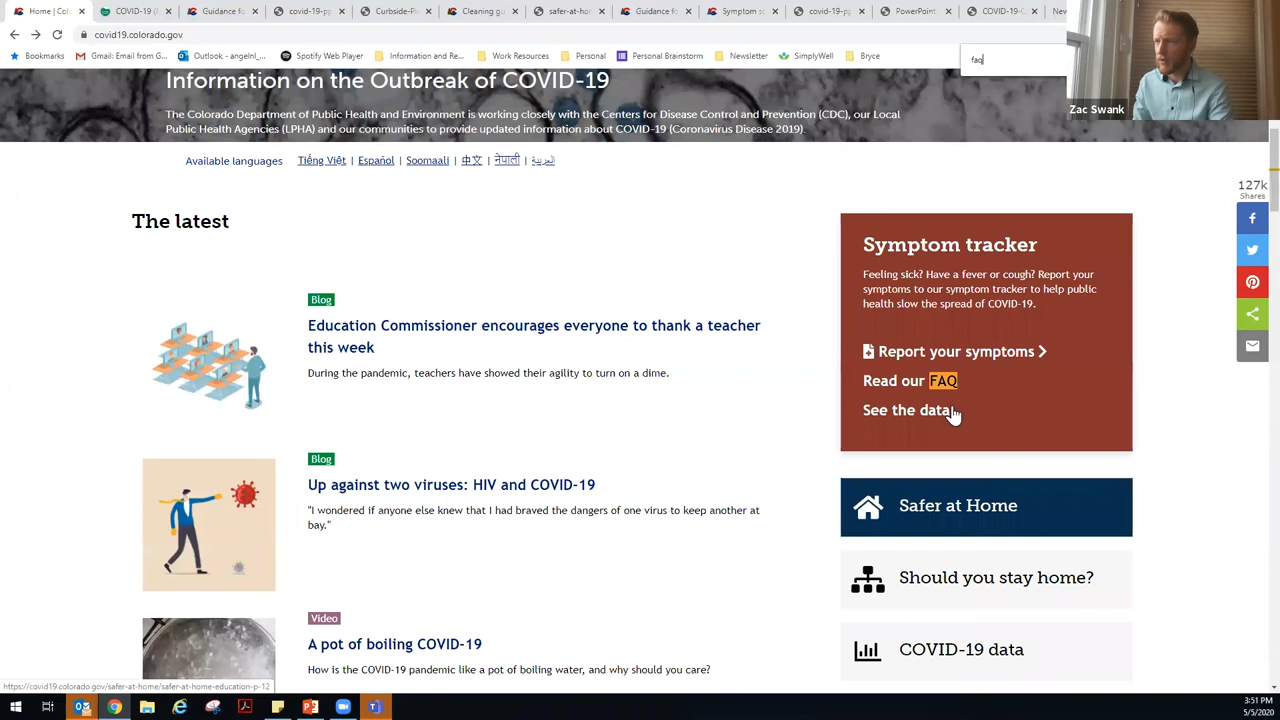 Home | Col
COVID-19 (
Guidance fo
covid-19-pp
Curbside-Pi
Cleaning gu
safer-at-ho
Guidance fo
Symptom sc
covid-19-pp
PowerPoint
COVID-19-C
covid19.colorado.gov
Bookmarks
Gmail: Email from G...
Outlook - angelnl_...
Spotify Web Player
Information and Re...
Work Resources
Personal
Personal Brainstorm
Newsletter
SimplyWell
Bryce
faq
Zac Swank
Information on the Outbreak of COVID-19
The Colorado Department of Public Health and Environment is working closely with the Centers for Disease Control and Prevention (CDC), our Local
Public Health Agencies (LPHA) and our communities to provide updated information about COVID-19 (Coronavirus Disease 2019).
Available languages Tiếng Việt | Español | Soomaali | 中文 | नेपाली | العربية
127k
Shares
The latest
Blog
Education Commissioner encourages everyone to thank a teacher
this week
During the pandemic, teachers have showed their agility to turn on a dime.
Blog
Up against two viruses: HIV and COVID-19
"I wondered if anyone else knew that I had braved the dangers of one virus to keep another at
bay."
Video
A pot of boiling COVID-19
How is the COVID-19 pandemic like a pot of boiling water, and why should you care?
Symptom tracker
Feeling sick? Have a fever or cough? Report your
symptoms to our symptom tracker to help public
health slow the spread of COVID-19.
Report your symptoms
Read our FAQ
See the data
Safer at Home
Should you stay home?
COVID-19 data
https://covid19.colorado.gov/safer-at-home/safer-at-home-education-p-12
3:51 PM
5/5/2020